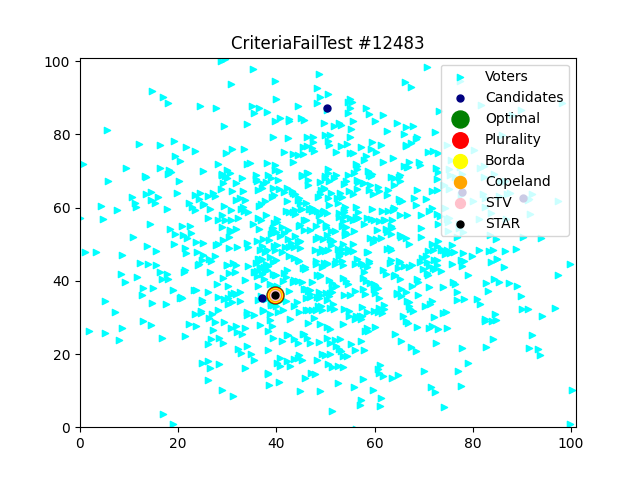 CriteriaFailTest #12483
100
80
60
40
20
0
0
20
40
60
80
100
Voters
Candidates
Optimal
Plurality
Borda
Copeland
STV
STAR